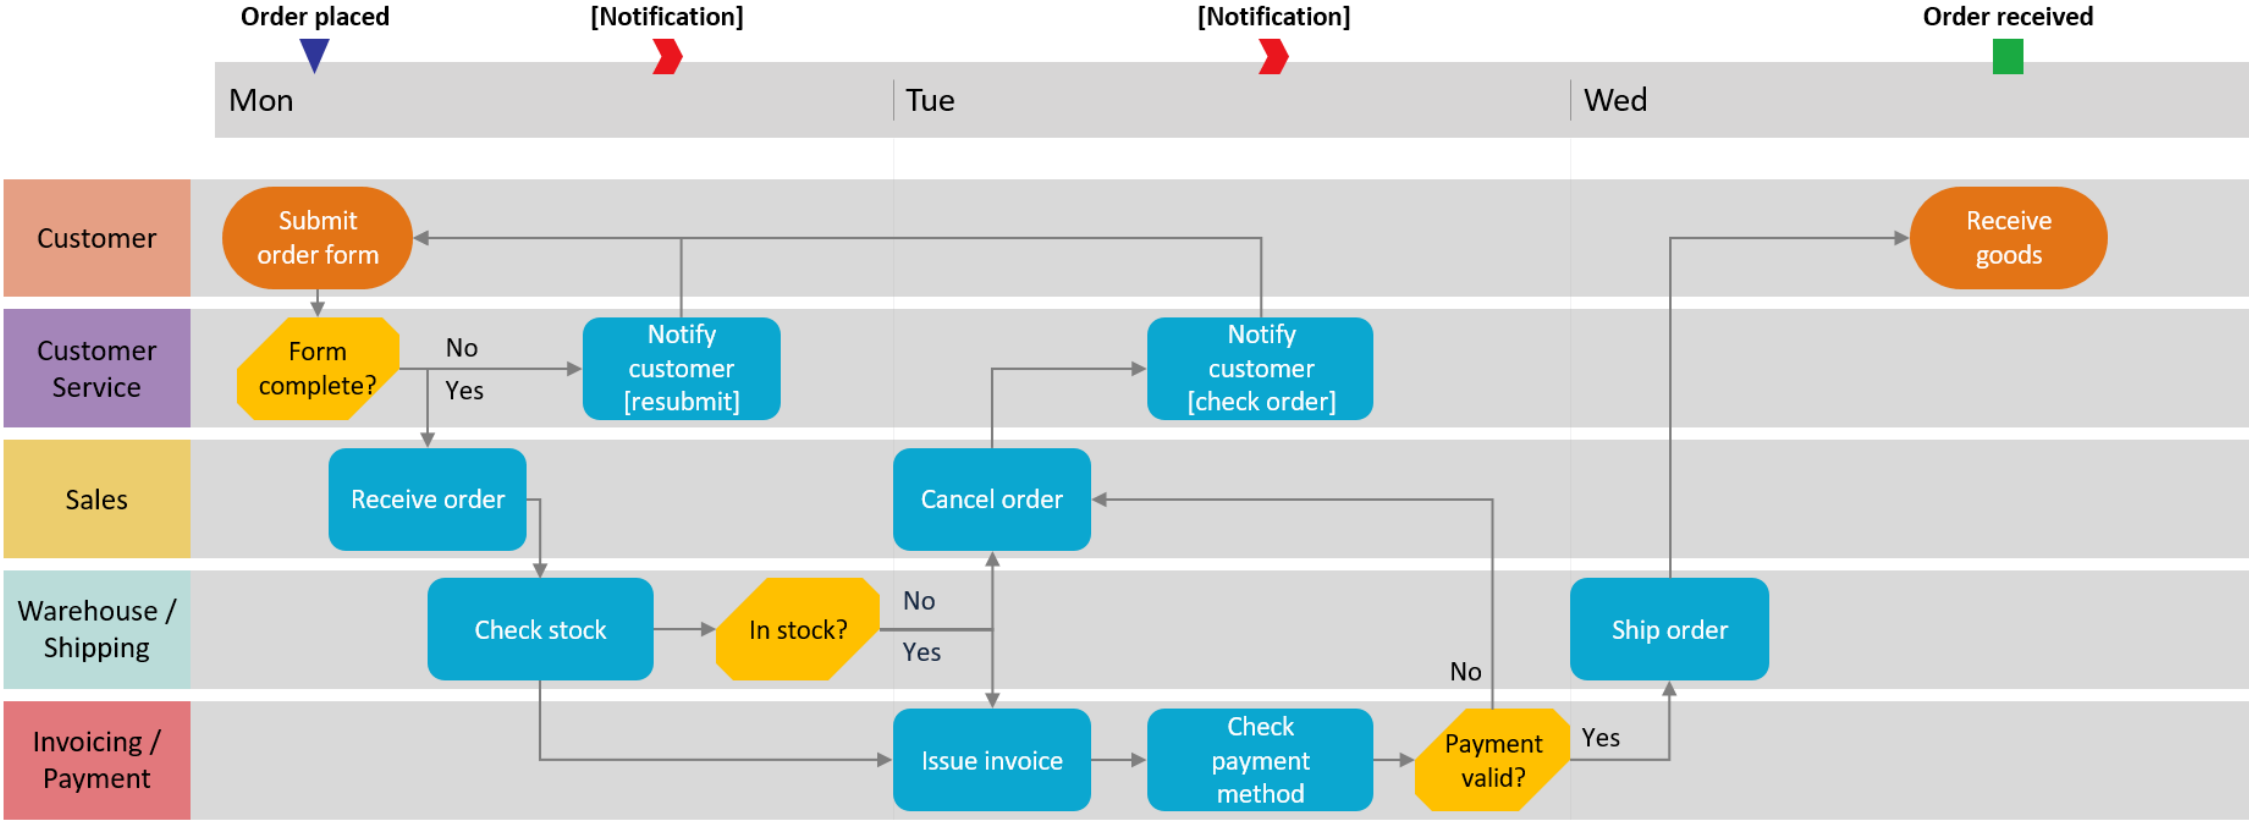 Order placed
[Notification]
[Notification]
Order received
Mon
Tue
Wed
Customer
Submit
order form
Receive
goods
Customer
Service
Form
complete?
No
Yes
Notify
customer
[resubmit]
Notify
customer
[check order]
Sales
Receive order
Cancel order
Warehouse /
Shipping
Check stock
In stock?
No
Yes
Ship order
Invoicing /
Payment
Issue invoice
Check
payment
method
No
Payment
valid?
Yes